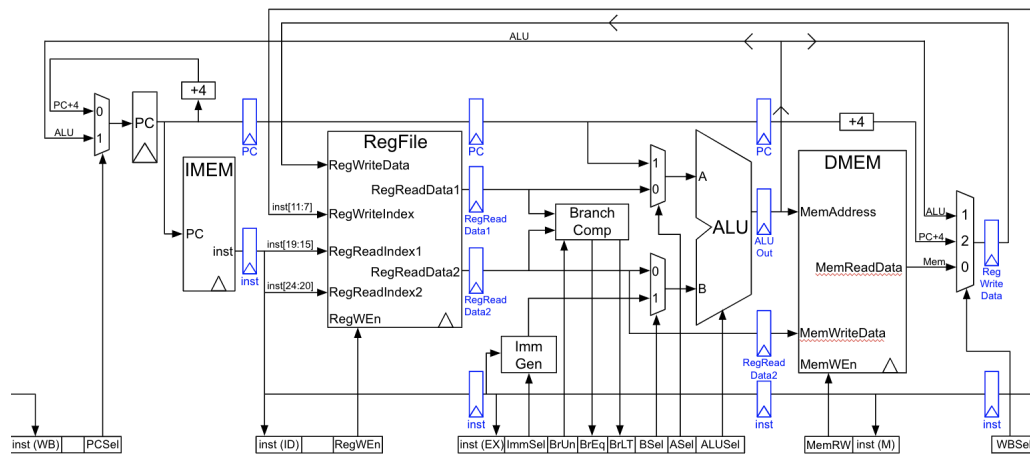 ALU
+4
PC+4
ALU
0
1
PC
PC
IMEM
PC
inst
inst
inst[11:7]
inst[19:15]
inst[24:20]
RegFile
RegWriteData
RegReadData1
RegWriteIndex
RegReadIndex1
RegReadData2
RegReadIndex2
RegWEn
PC
RegRead
Data1
RegRead
Data2
Branch
Comp
Imm
Gen
inst
1
0
0
1
A
B
ALU
PC
ALU
Out
RegRead
Data2
inst
+4
DMEM
MemAddress
MemReadData
MemWriteData
MemWEn
ALU
PC+4
Mem
1
2
0
Reg
Write
Data
inst
inst (WB)
PCSel
inst (ID)
RegWEn
inst (EX)
ImmSel
BrUn
BrEq
BrLT
BSel
ASel
ALUSel
MemRW
inst (M)
WBSel